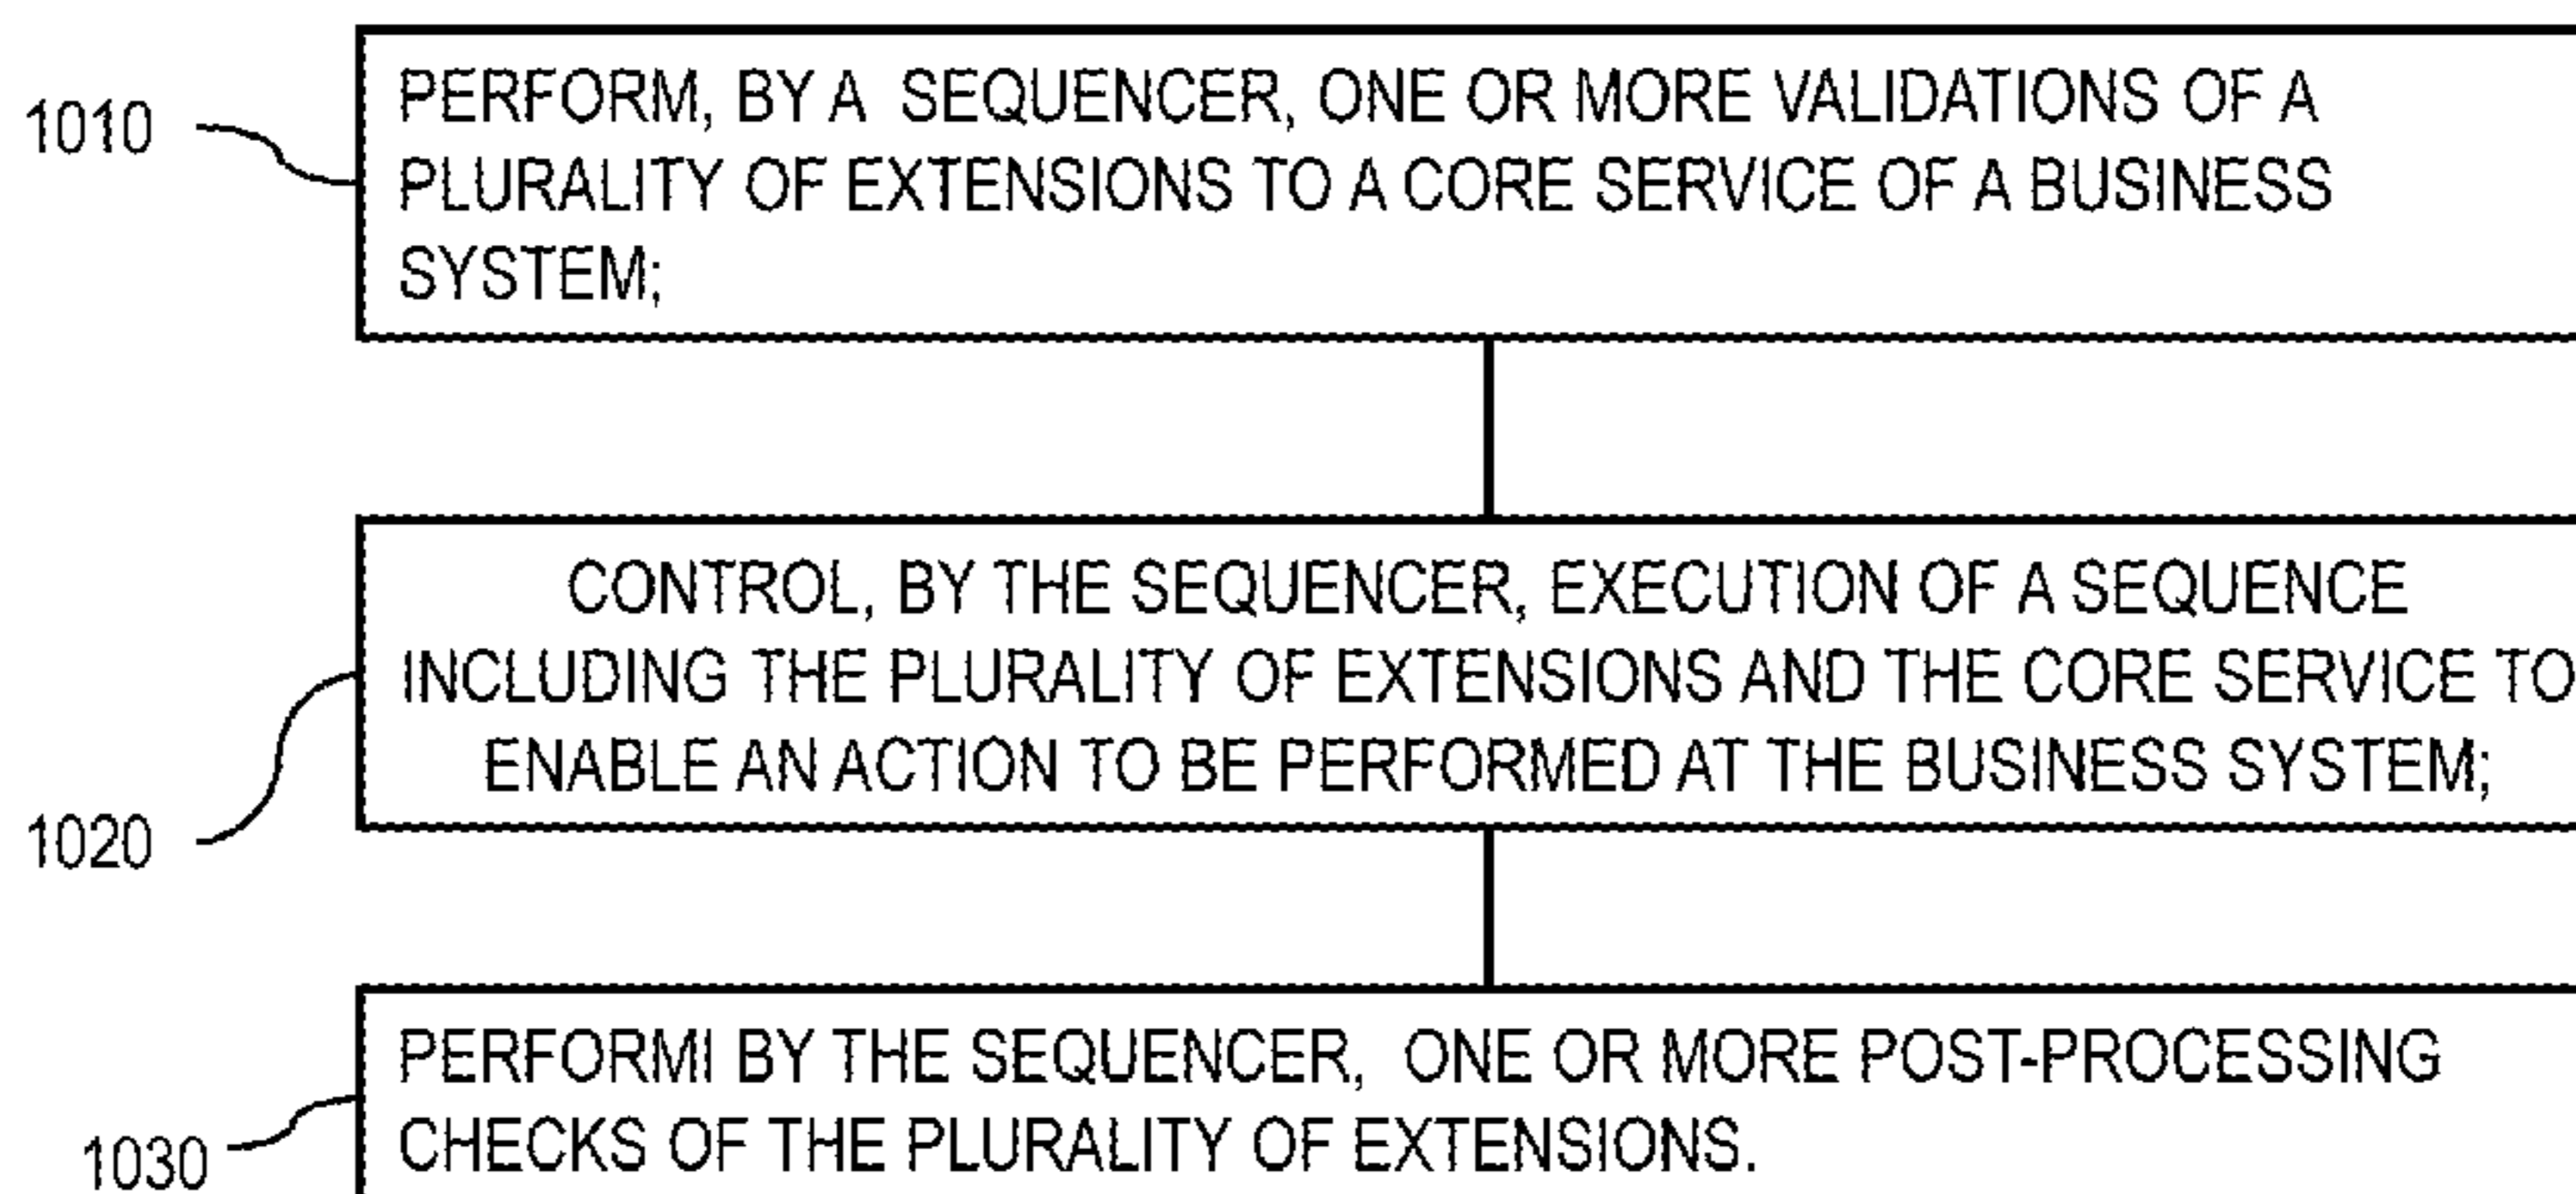 1010
PERFORM, BY A SEQUENCER, ONE OR MORE VALIDATIONS OF A
PLURALITY OF EXTENSIONS TO A CORE SERVICE OF A BUSINESS
SYSTEM;
CONTROL, BY THE SEQUENCER, EXECUTION OF A SEQUENCE
INCLUDING THE PLURALITY OF EXTENSIONS AND THE CORE SERVICE TO
ENABLE AN ACTION TO BE PERFORMED AT THE BUSINESS SYSTEM;
1020
PERFORMI BY THE SEQUENCER, ONE OR MORE POST-PROCESSING
CHECKS OF THE PLURALITY OF EXTENSIONS.
1030